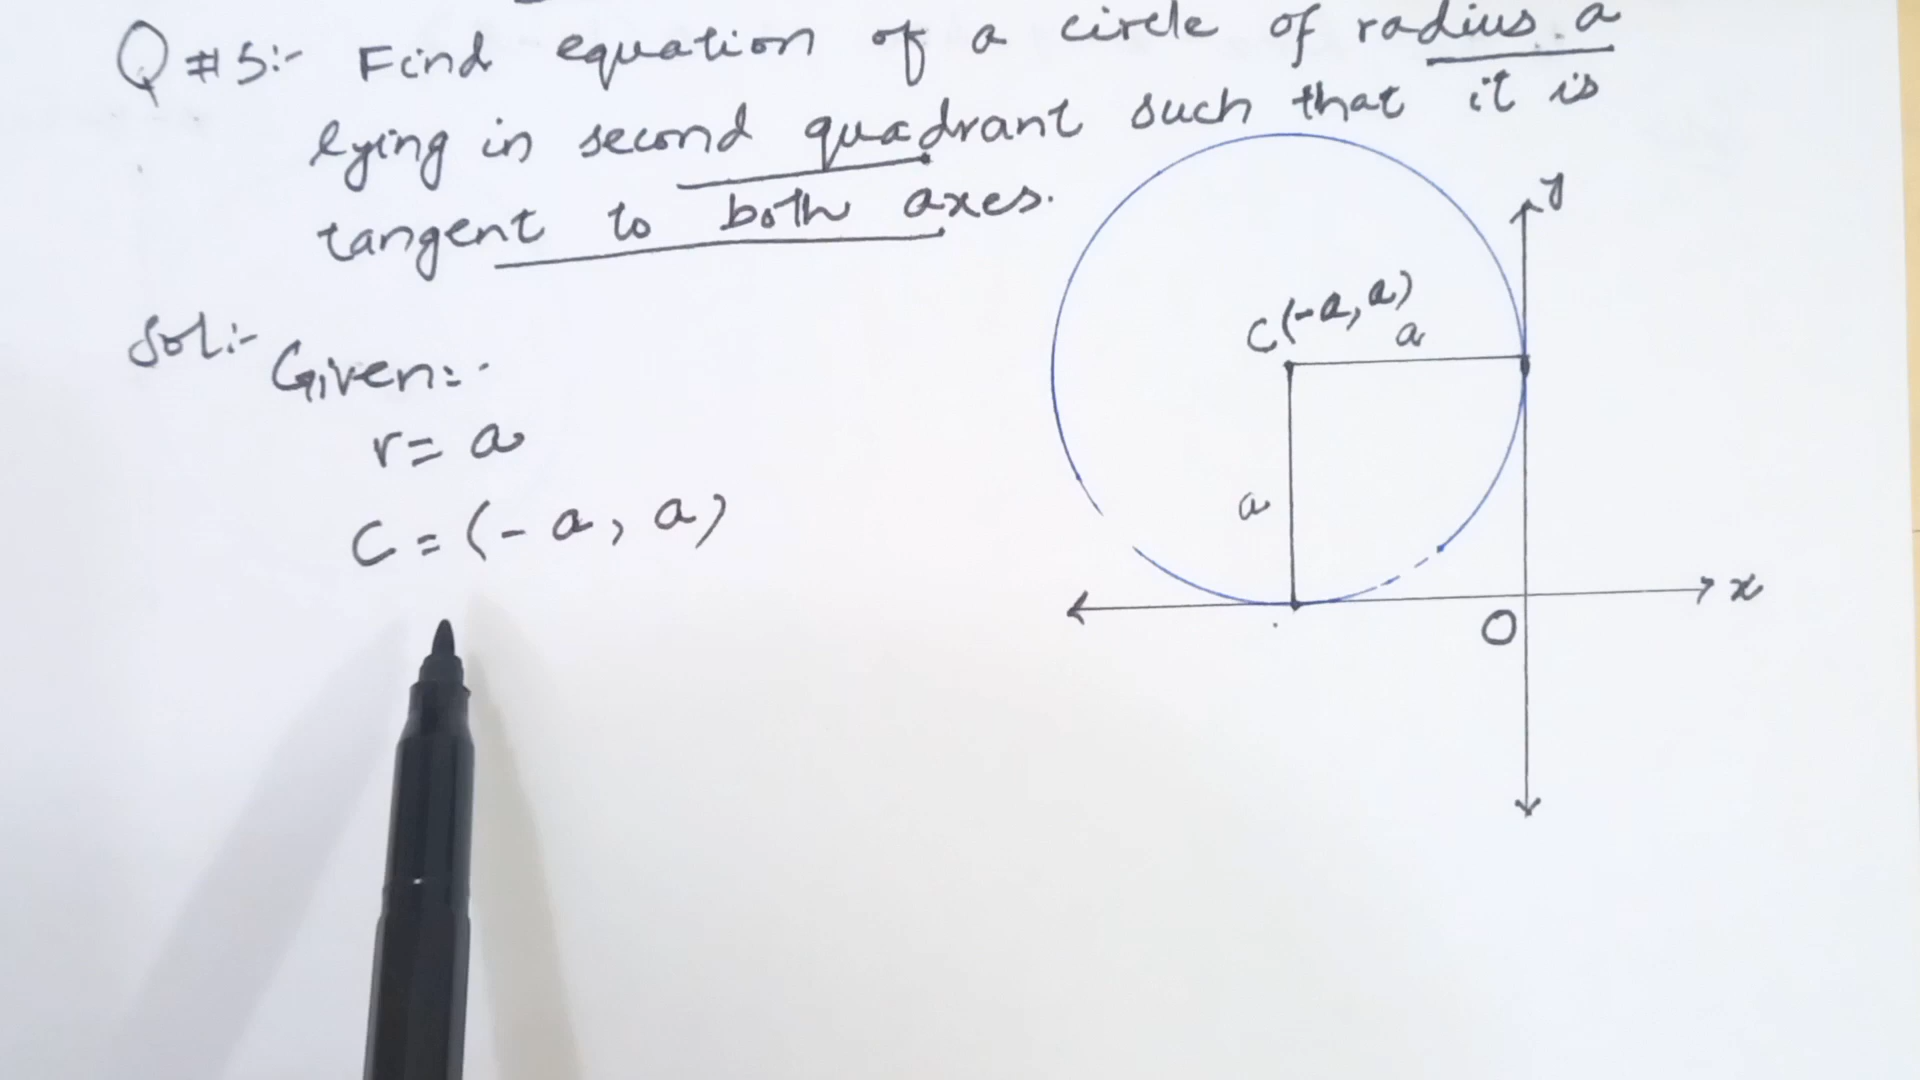 Q # 5:- Find equation of a circle of radius a
lying in second quadrant such that it is
tangent to both axes.
Sol:- Given:-
r = a
C = (-a, a)
y
C(-a, a)
a
a
x
O